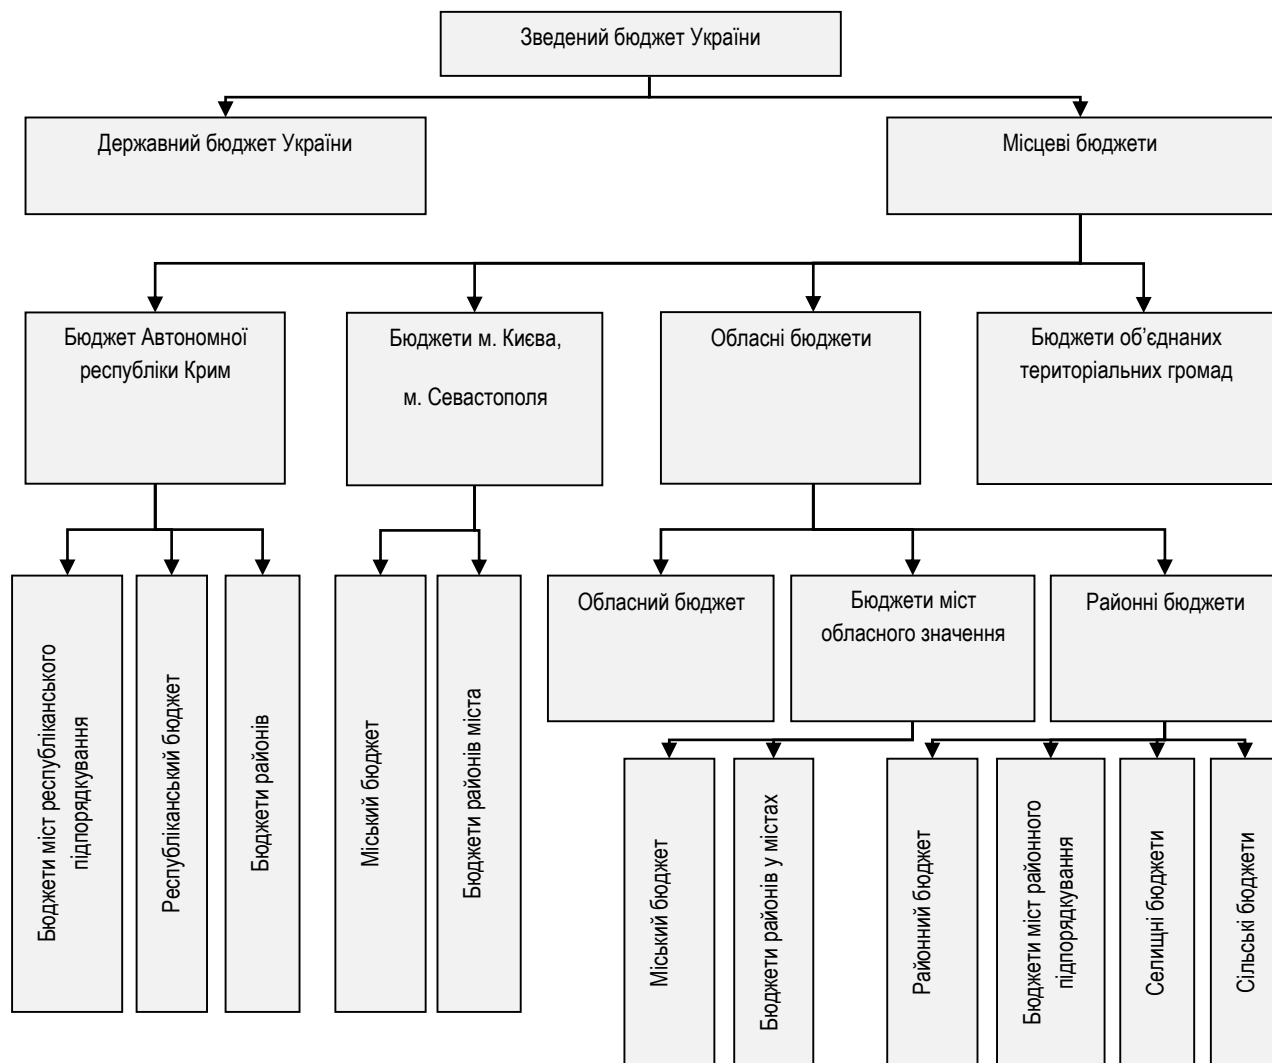 Зведений бюджет України
Державний бюджет України
Місцеві бюджети
Бюджет Автономної
республіки Крим
Бюджети м. Києва,
м. Севастополя
Обласні бюджети
Бюджети об’єднаних
територіальних громад
Бюджети міст республіканського
підпорядкування
Республіканський бюджет
Бюджети районів
Міський бюджет
Бюджети районів міста
Обласний бюджет
Бюджети міст
обласного значення
Районні бюджети
Міський бюджет
Бюджети районів у містах
Районний бюджет
Бюджети міст районного
підпорядкування
Селищні бюджети
Сільські бюджети